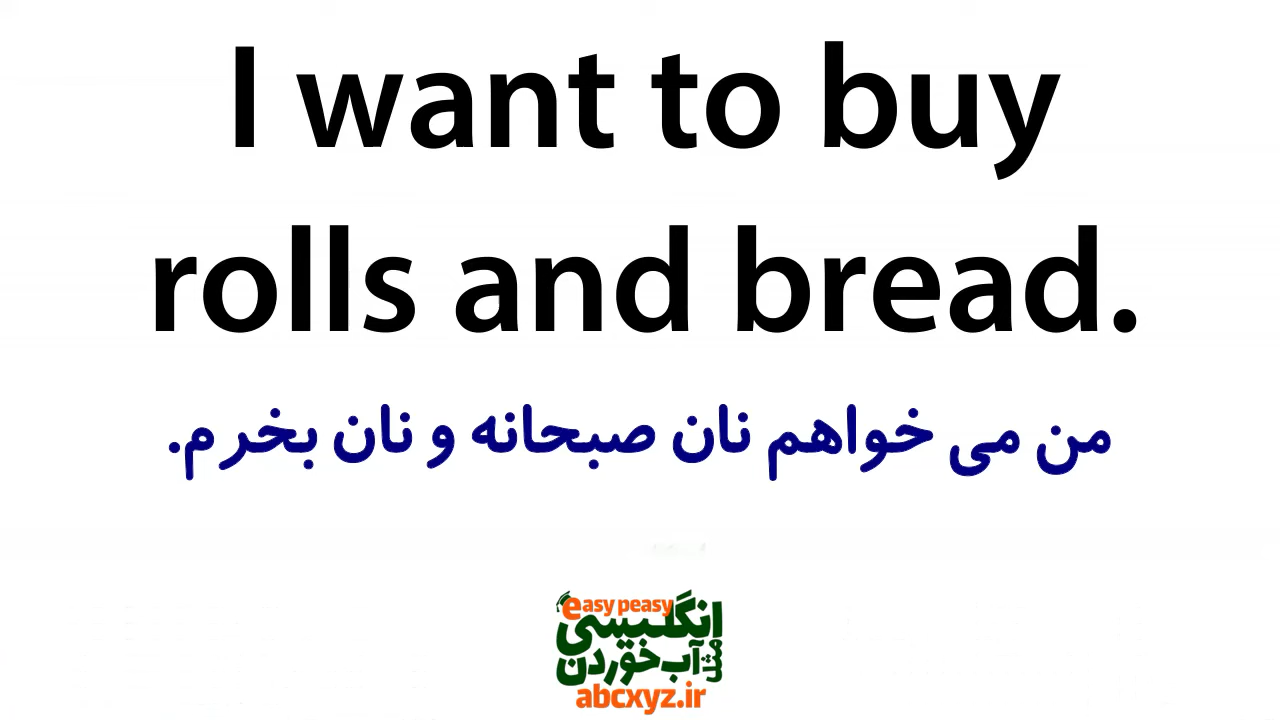 I want to buy
rolls and bread.
من می خواهم نان صبحانه و نان بخرم.
easy peasy
انگلیسی
مثل آب خوردن
abcxyz.ir